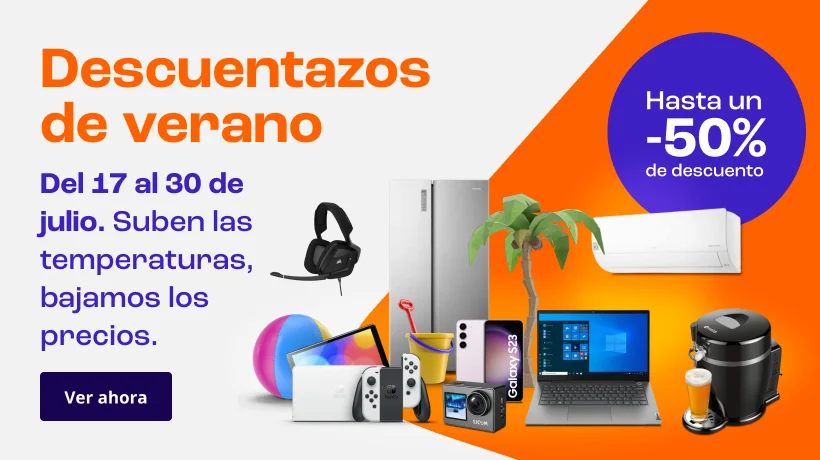 Descuentazos
de verano
Del 17 al 30 de
julio. Suben las
temperaturas,
bajamos los
precios.
Ver ahora
Hasta un
-50%
de descuento
Galaxy S23
SJCAM